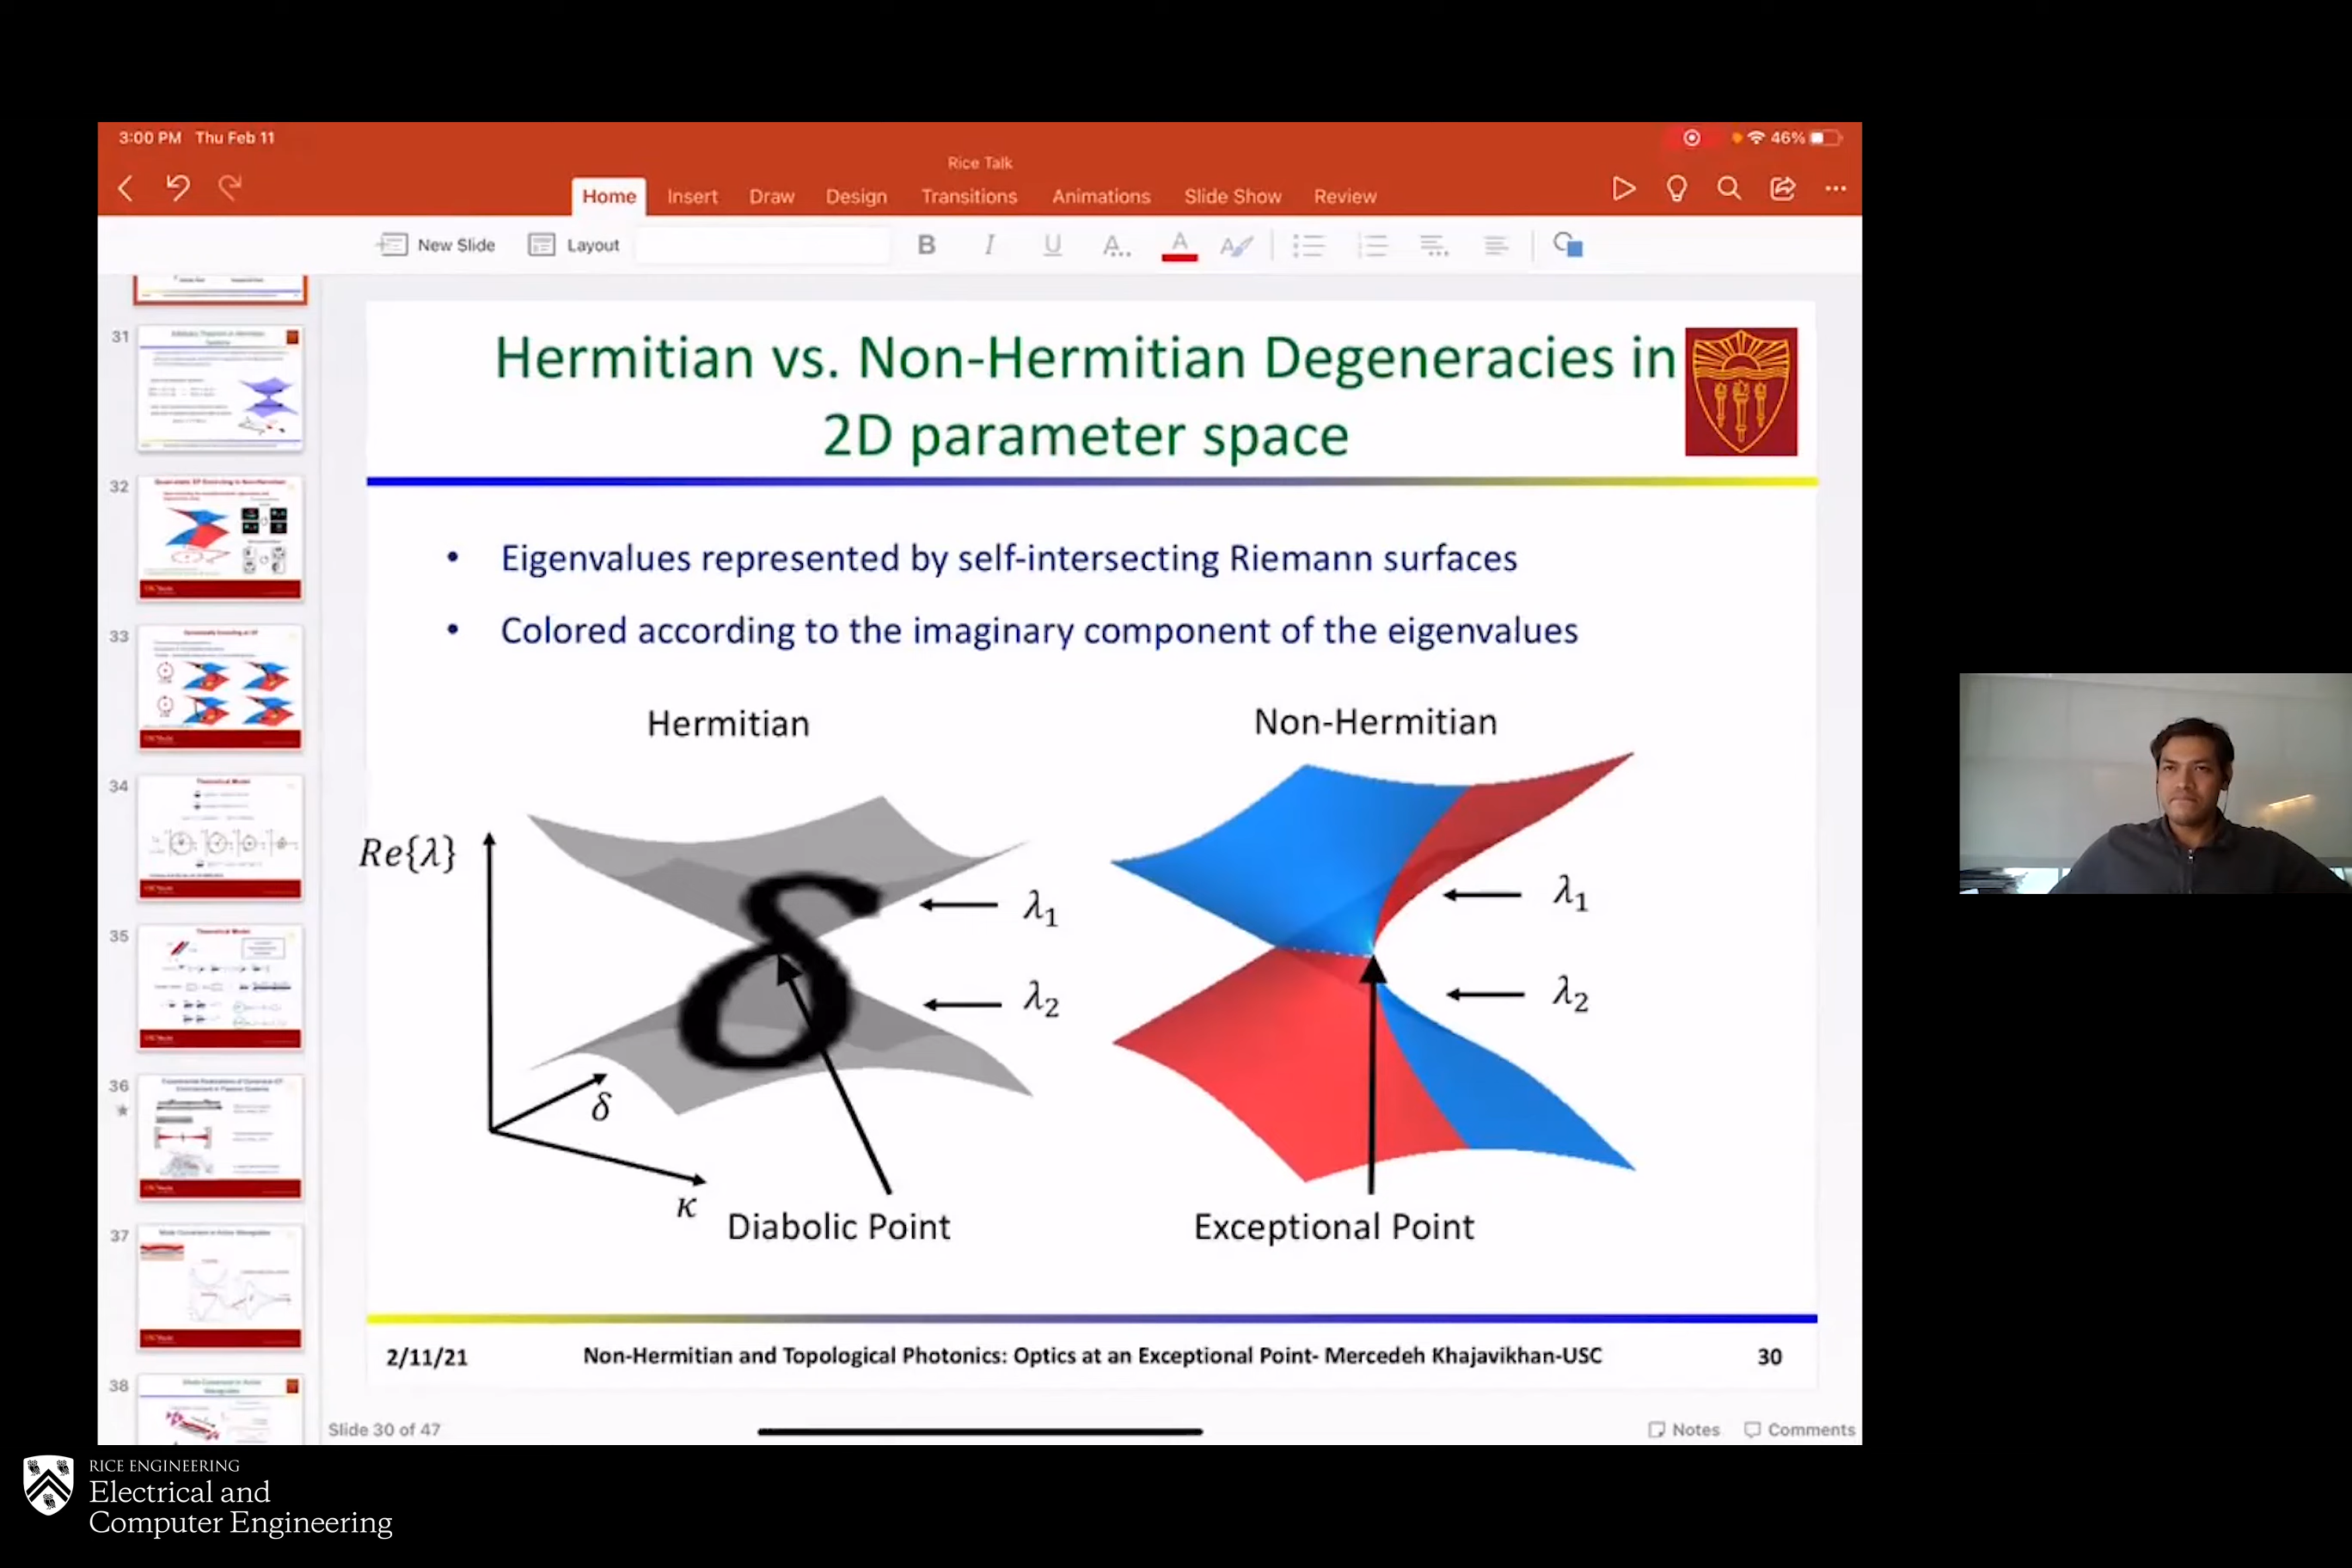 3:00 PM Thu Feb 11
46%
Rice Talk
Home Insert Draw Design Transitions Animations Slide Show Review
New Slide Layout B I U A... A
31
32
33
34
35
36
37
38
Hermitian vs. Non-Hermitian Degeneracies in
2D parameter space
• Eigenvalues represented by self-intersecting Riemann surfaces
• Colored according to the imaginary component of the eigenvalues
Hermitian
Non-Hermitian
Re{λ}
δ
λ1
λ2
λ1
λ2
δ
κ
Diabolic Point
Exceptional Point
2/11/21 Non-Hermitian and Topological Photonics: Optics at an Exceptional Point- Mercedeh Khajavikhan-USC 30
Slide 30 of 47
Notes Comments
RICE ENGINEERING
Electrical and
Computer Engineering